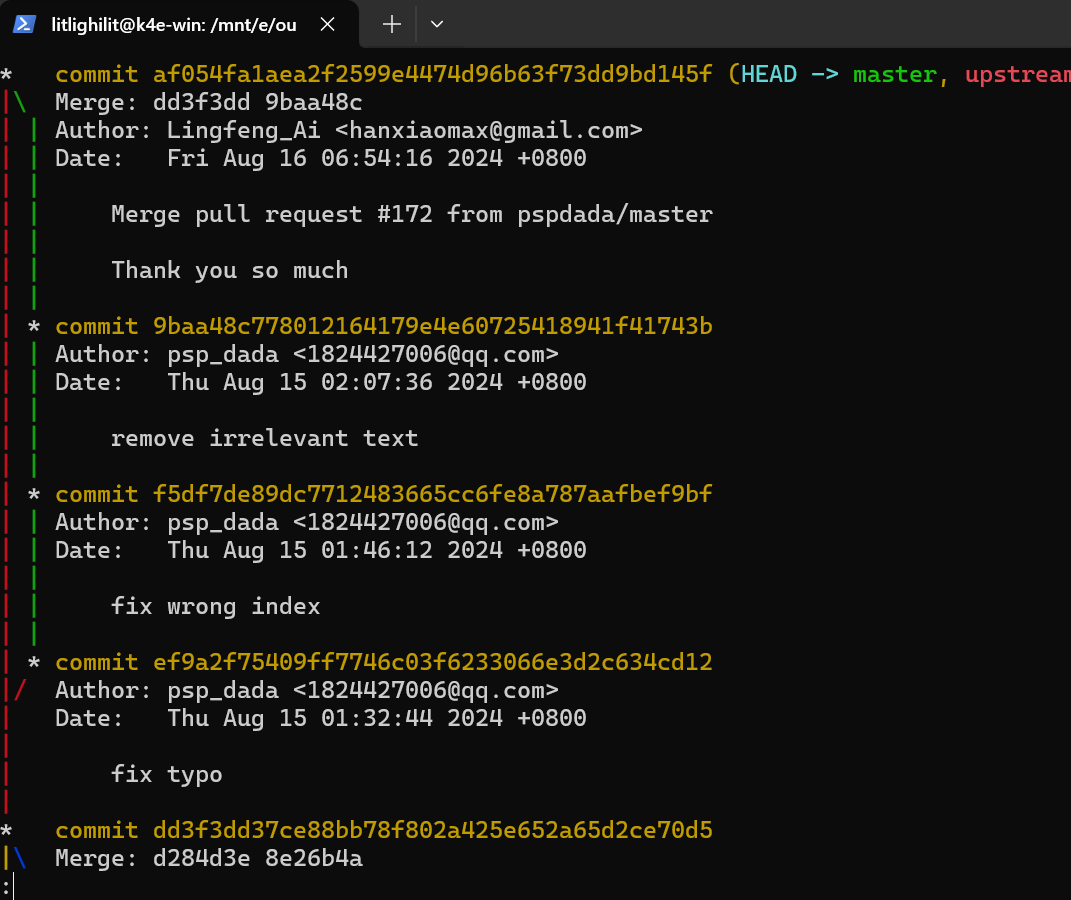 litlighilit@k4e-win: /mnt/e/ou
*   commit af054fa1aea2f2599e4474d96b63f73dd9bd145f (HEAD -> master, upstream
|\  Merge: dd3f3dd 9baa48c
| | Author: Lingfeng_Ai <hanxiaomax@gmail.com>
| | Date:   Fri Aug 16 06:54:16 2024 +0800
| |
| |     Merge pull request #172 from pspdada/master
| |
| |     Thank you so much
| |
| * commit 9baa48c778012164179e4e60725418941f41743b
| | Author: psp_dada <1824427006@qq.com>
| | Date:   Thu Aug 15 02:07:36 2024 +0800
| |
| |     remove irrelevant text
| |
| * commit f5df7de89dc7712483665cc6fe8a787aafbef9bf
| | Author: psp_dada <1824427006@qq.com>
| | Date:   Thu Aug 15 01:46:12 2024 +0800
| |
| |     fix wrong index
| |
| * commit ef9a2f75409ff7746c03f6233066e3d2c634cd12
|/  Author: psp_dada <1824427006@qq.com>
|   Date:   Thu Aug 15 01:32:44 2024 +0800
|
|       fix typo
|
*   commit dd3f3dd37ce88bb78f802a425e652a65d2ce70d5
|\  Merge: d284d3e 8e26b4a
: